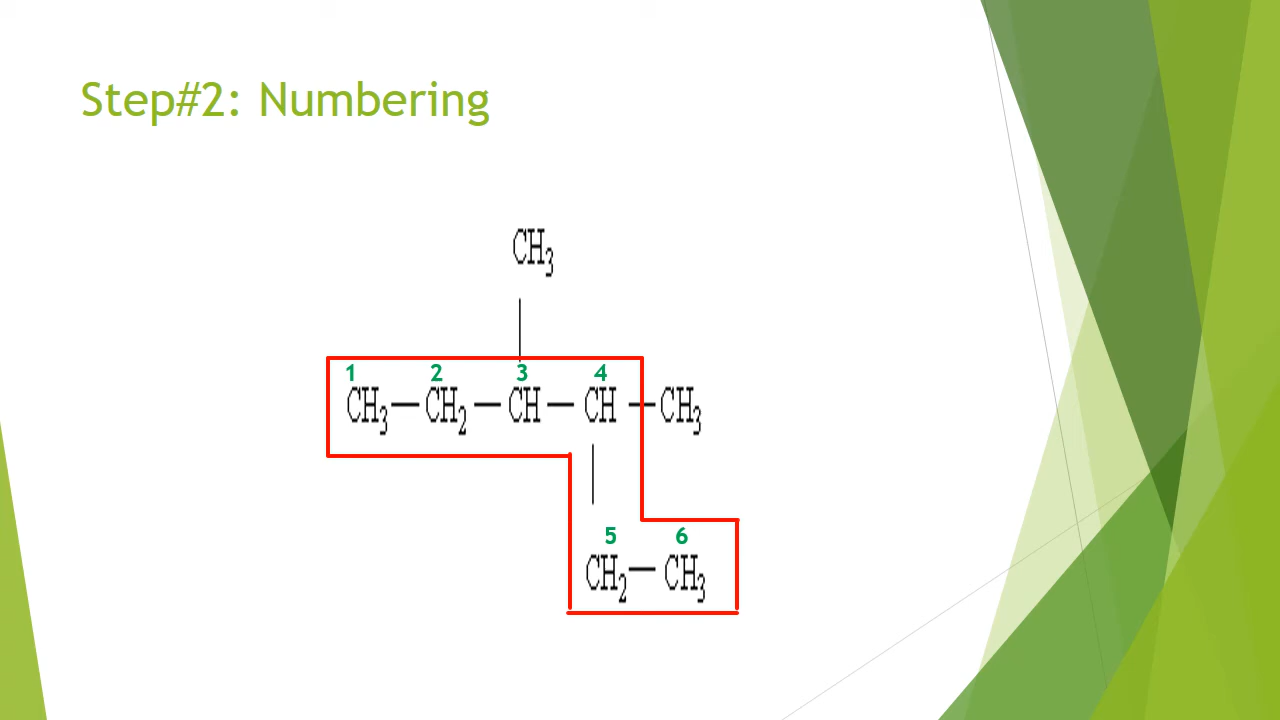 Step#2: Numbering
CH₃
1 2 3 4
CH₃ — CH₂ — CH — CH — CH₃
5 6
CH₂ — CH₃